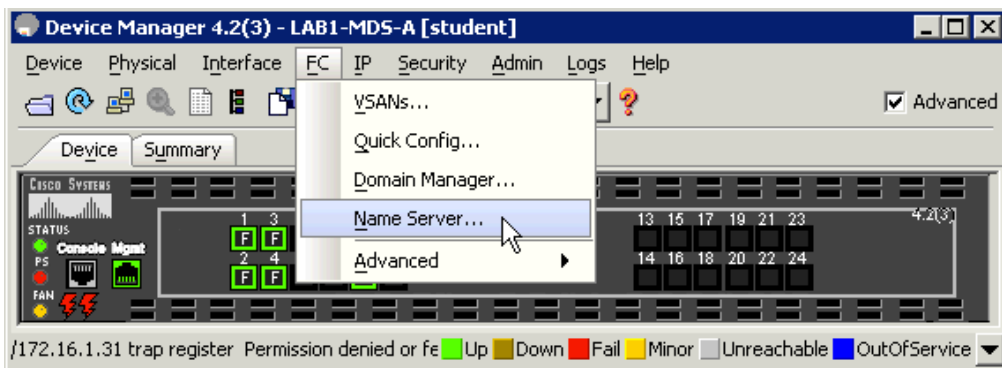 Device Manager 4.2(3) - LAB1-MDS-A [student]
Device Physical Interface FC IP Security Admin Logs Help
VSANs...
Quick Config...
Domain Manager...
Name Server...
Advanced
Advanced
Device Summary
CISCO SYSTEMS
STATUS
Console Mgmt
PS
FAN
1 3
2 4
13 15 17 19 21 23
14 16 18 20 22 24
4.2(3)
/172.16.1.31 trap register Permission denied or fe Up Down Fail Minor Unreachable OutOfService